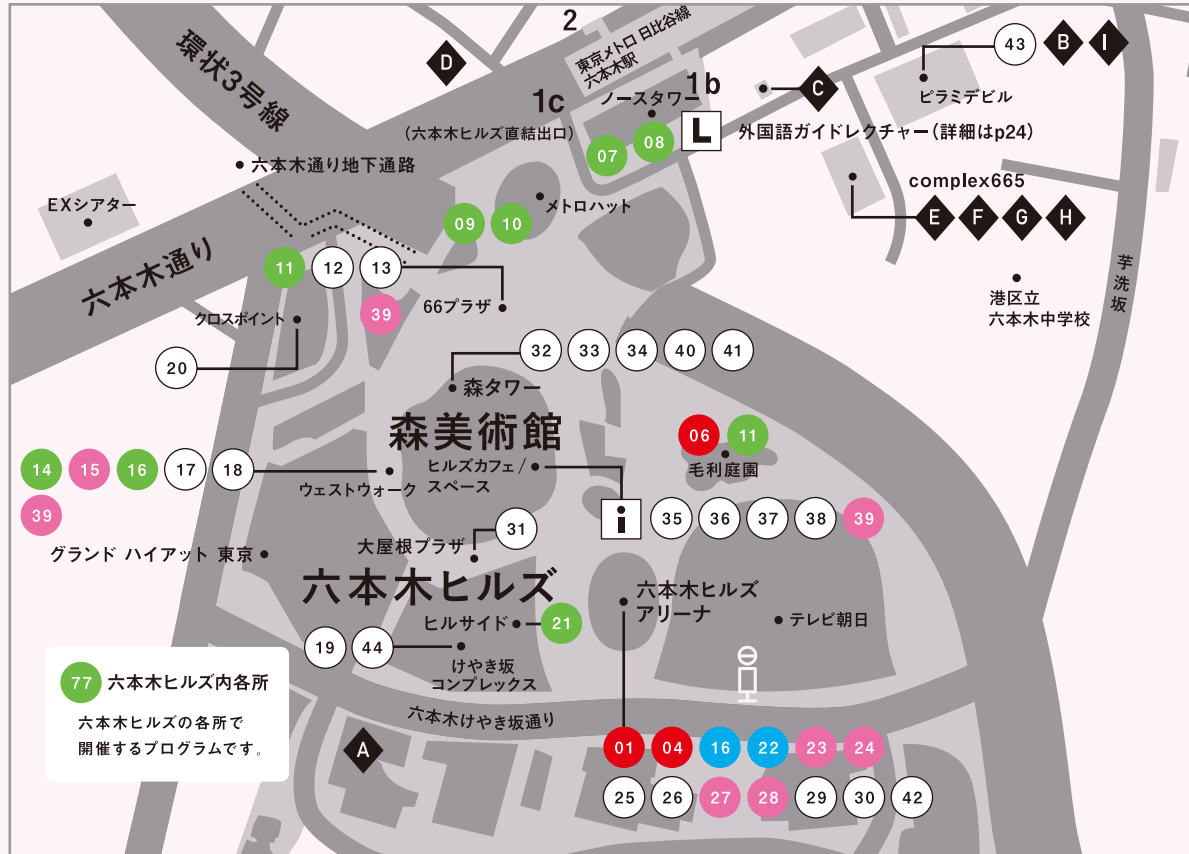 2
東京メトロ 日比谷線
六本木駅
43
B
I
環状3号線
D
1c
1b
ノースタワー
C
ピラミデビル
(六本木ヒルズ直結出口)
07
08
L
外国語ガイドレクチャー(詳細はp24)
六本木通り地下通路
complex665
EXシアター
メトロハット
E
F
G
H
09
10
六本木通り
11
12
13
芋洗坂
39
66プラザ
港区立
六本木中学校
クロスポイント
20
32
33
34
40
41
森タワー
森美術館
06
11
毛利庭園
14
15
16
17
18
ウェストウォーク
ヒルズカフェ/
スペース
39
i
35
36
37
38
39
グランド ハイアット 東京
31
大屋根プラザ
六本木ヒルズ
六本木ヒルズ
アリーナ
テレビ朝日
ヒルサイド
21
19
44
けやき坂
コンプレックス
77
六本木ヒルズ内各所
六本木ヒルズの各所で
開催するプログラムです。
六本木けやき坂通り
A
01
04
16
22
23
24
25
26
27
28
29
30
42